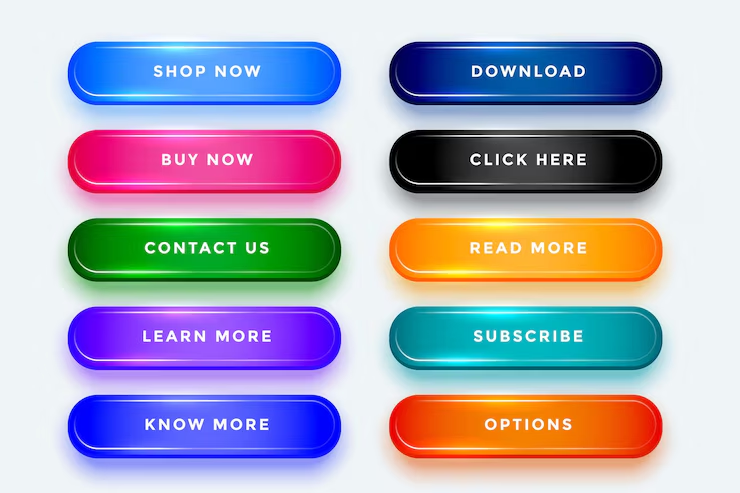 SHOP NOW
DOWNLOAD
BUY NOW
CLICK HERE
CONTACT US
READ MORE
LEARN MORE
SUBSCRIBE
KNOW MORE
OPTIONS